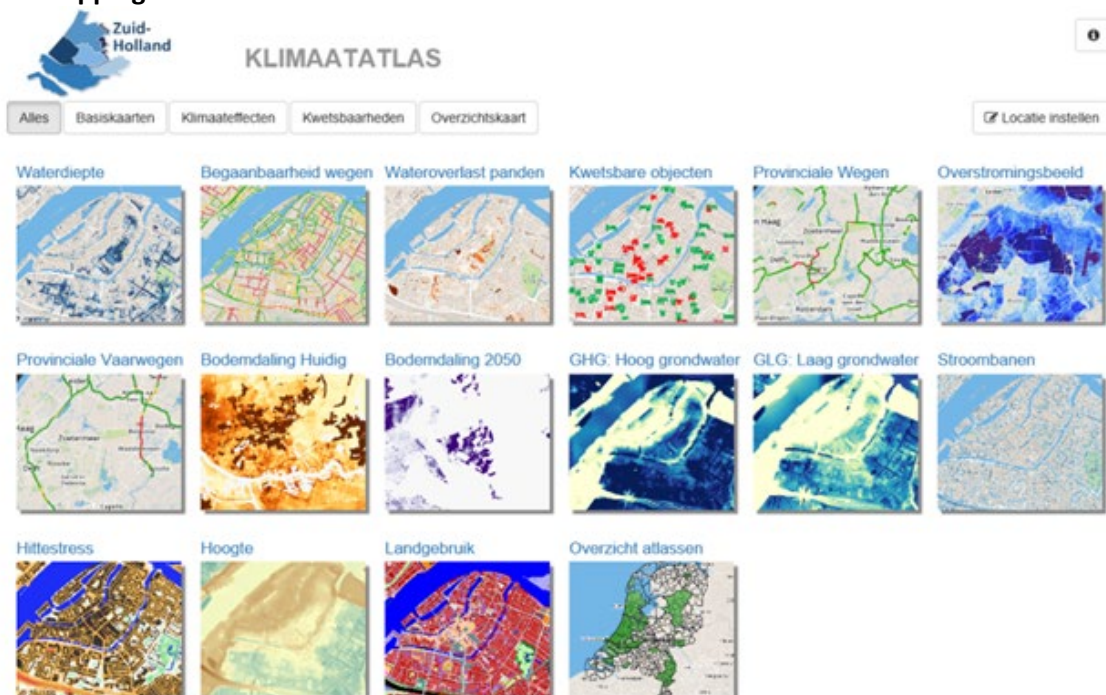 Zuid-
Holland
KLIMAATATLAS
Alles
Basiskaarten
Klimaateffecten
Kwetsbaarheden
Overzichtskaart
Locatie instellen
Waterdiepte
Begaanbaarheid wegen
Wateroverlast panden
Kwetsbare objecten
Provinciale Wegen
Overstromingsbeeld
Provinciale Vaarwegen
Bodemdaling Huidig
Bodemdaling 2050
GHG: Hoog grondwater
GLG: Laag grondwater
Stroombanen
Hittestress
Hoogte
Landgebruik
Overzicht atlassen